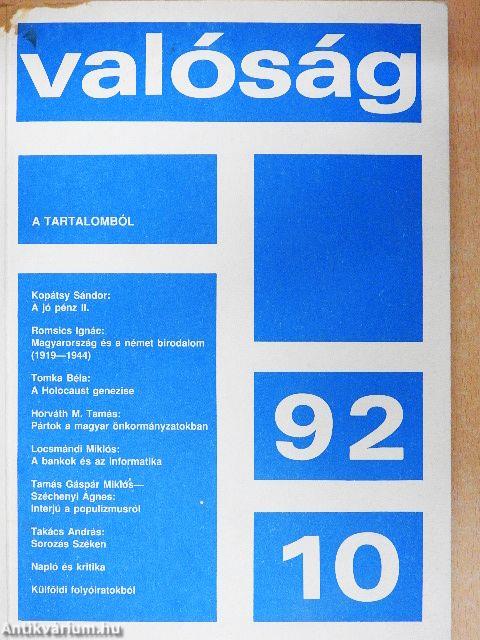 valóság
A TARTALOMBÓL
Kopátsy Sándor:
A jó pénz II.
Romsics Ignác:
Magyarország és a német birodalom
(1919—1944)
Tomka Béla:
A Holocaust genezise
Horváth M. Tamás:
Pártok a magyar önkormányzatokban
Locsmándi Miklós:
A bankok és az informatika
Tamás Gáspár Miklós—
Széchenyi Ágnes:
Interjú a populizmusról
Takács András:
Sorozás Széken
Napló és kritika
Külföldi folyóiratokból
92
10
Antikvárium.hu